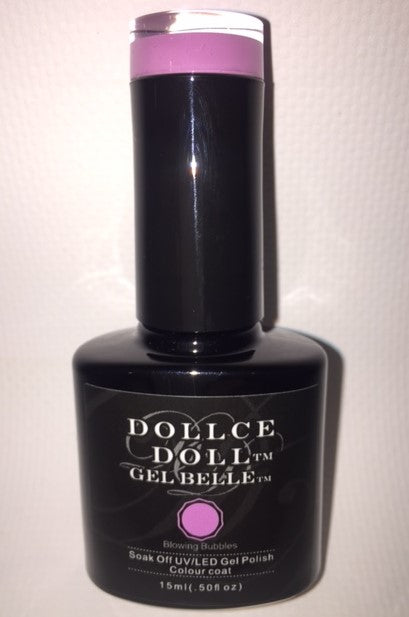 DOLLCE
DOLL™
GEL BELLE™
Blowing Bubbles
Soak Off UV/LED Gel Polish
Colour coat
15ml(.50fl oz)